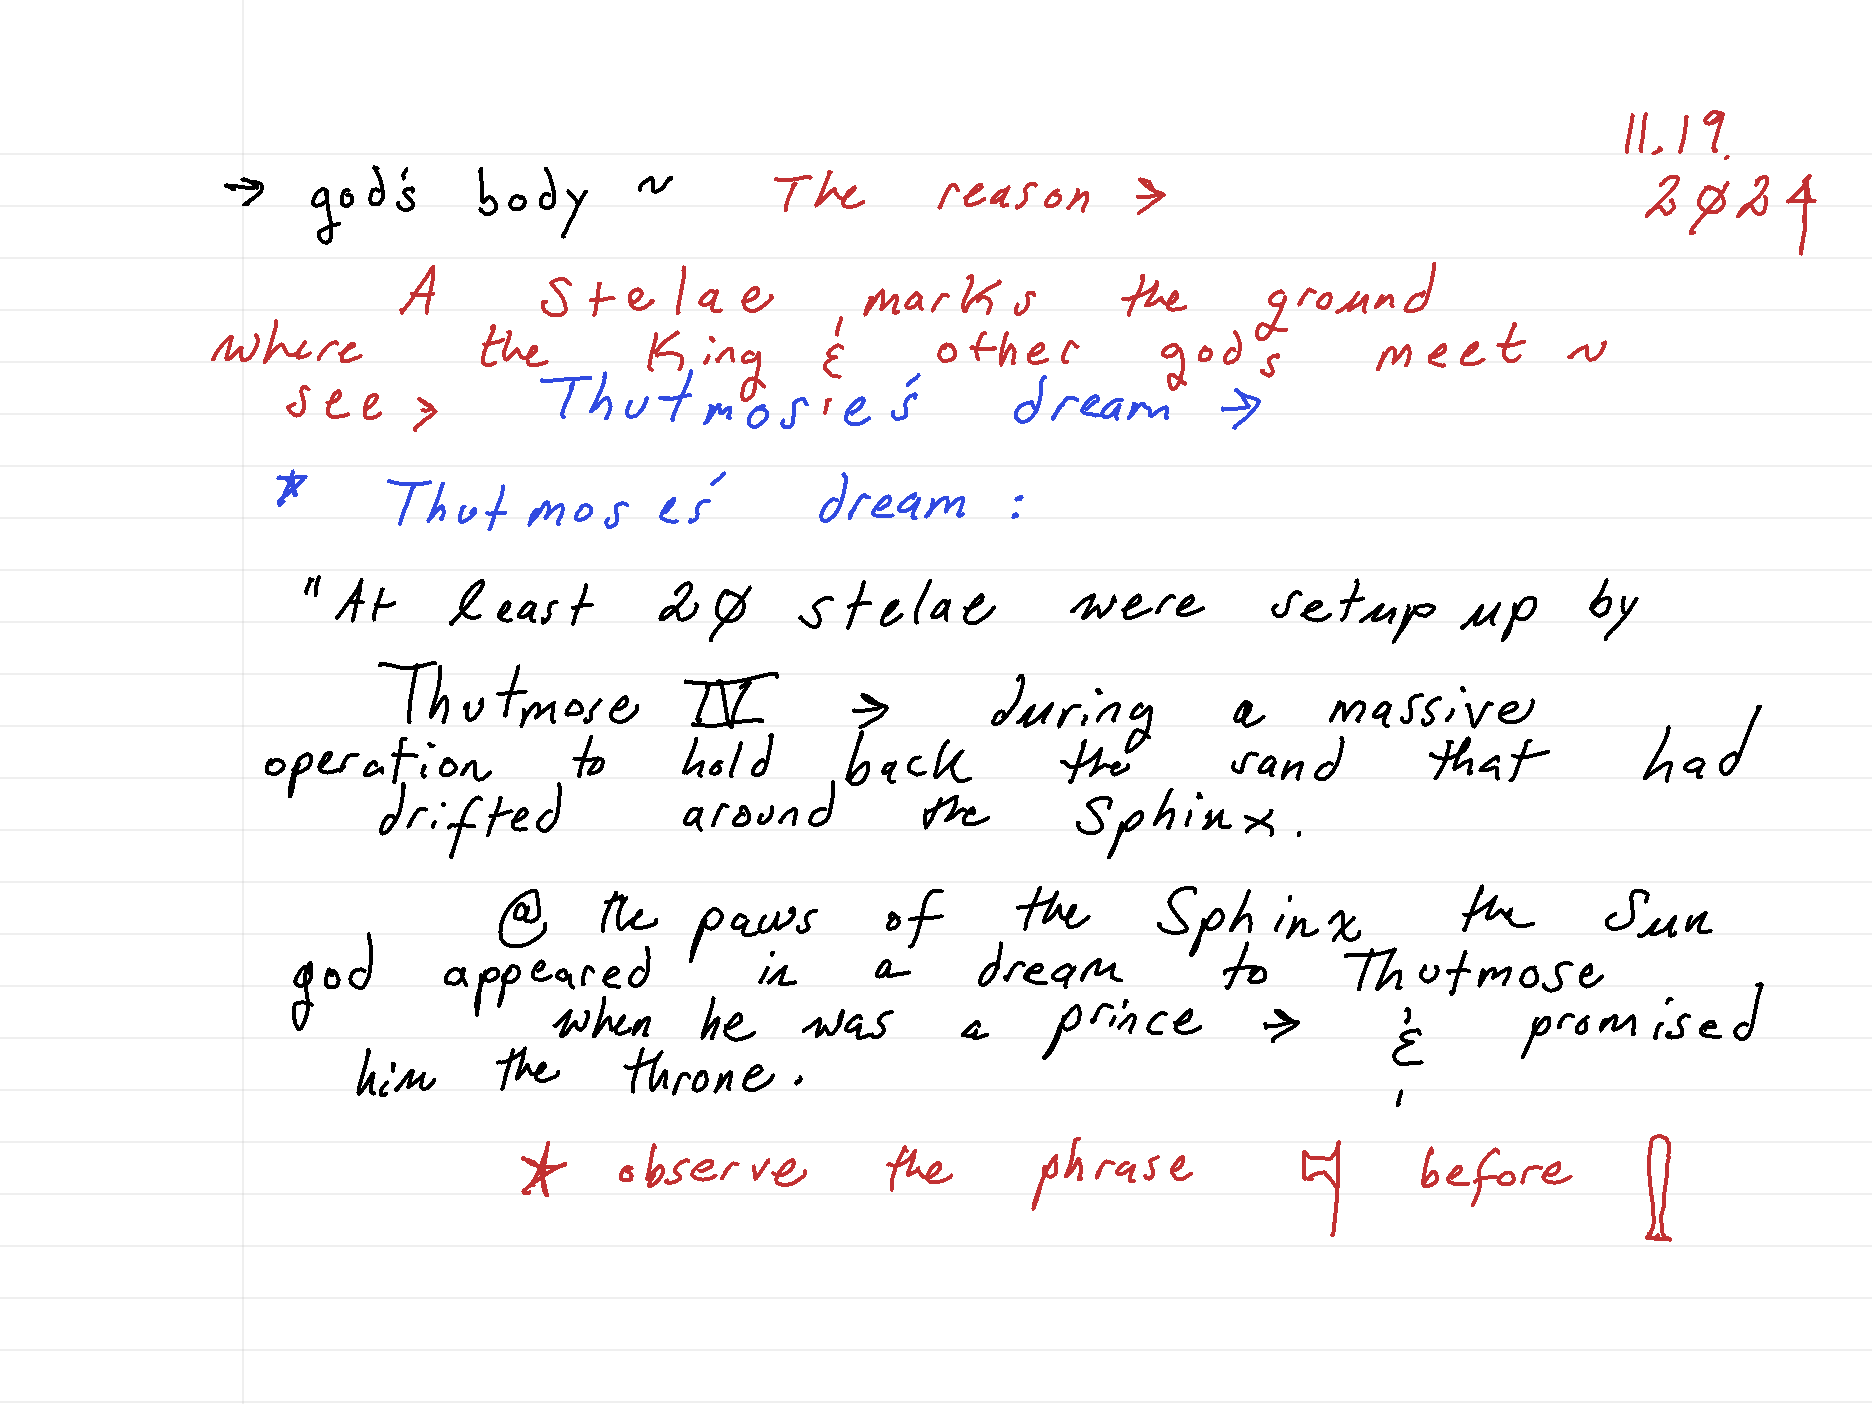 11.19.
2024
→ god's body ~ The reason →
A Stelae marks the ground
where the King & other god's meet ~
see > Thutmosie's dream →
* Thutmoses' dream :
"At least 20 stelae were setup up by
Thutmose IV → during a massive
operation to hold back the sand that had
drifted around the Sphinx.
@ the paws of the Sphinx the Sun
god appeared in a dream to Thutmose
when he was a prince → & promised
him the throne.
* observe the phrase 𓊹 before 𓍛